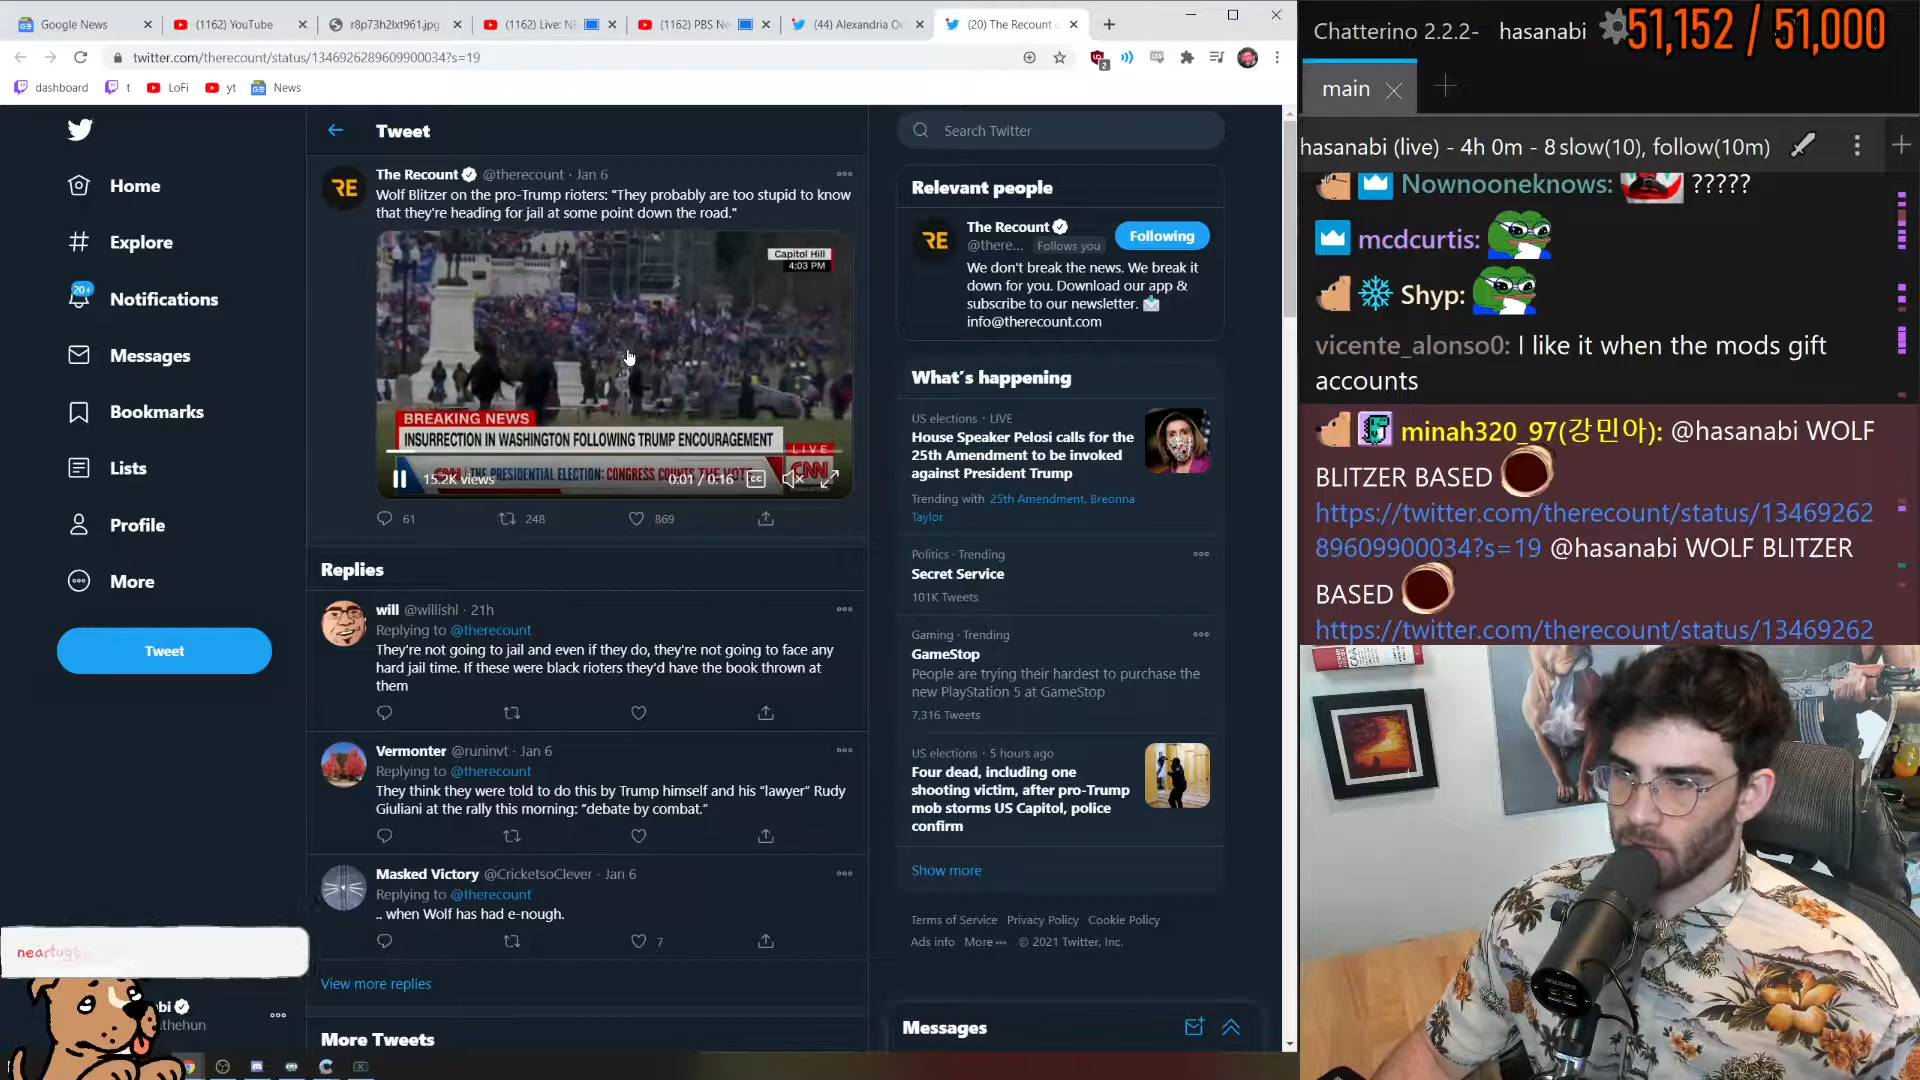 Google News
(1162) YouTube
r8p73h2lxt961.jpg
(1162) Live: N
(1162) PBS Ne
(44) Alexandria Oc
(20) The Recount o
twitter.com/therecount/status/1346926289609900034?s=19
2
dashboard
t
LoFi
yt
News
Home
Explore
20+
Notifications
Messages
Bookmarks
Lists
Profile
More
Tweet
Tweet
The Recount @therecount · Jan 6
Wolf Blitzer on the pro-Trump rioters: "They probably are too stupid to know
that they're heading for jail at some point down the road."
Capitol Hill
4:03 PM
BREAKING NEWS
INSURRECTION IN WASHINGTON FOLLOWING TRUMP ENCOURAGEMENT
LIVE
THE PRESIDENTIAL ELECTION: CONGRESS COUNTS THE VOTE
CNN
15.2K views
0:01 / 0:16
CC
61
248
869
Replies
will @willishl · 21h
Replying to @therecount
They're not going to jail and even if they do, they're not going to face any
hard jail time. If these were black rioters they'd have the book thrown at
them
Vermonter @runinvt · Jan 6
Replying to @therecount
They think they were told to do this by Trump himself and his "lawyer" Rudy
Giuliani at the rally this morning: "debate by combat."
Masked Victory @CricketsoClever · Jan 6
Replying to @therecount
.. when Wolf has had e-nough.
7
View more replies
More Tweets
Search Twitter
Relevant people
The Recount
@there... Follows you
Following
We don't break the news. We break it
down for you. Download our app &
subscribe to our newsletter. 📩
info@therecount.com
What's happening
US elections · LIVE
House Speaker Pelosi calls for the
25th Amendment to be invoked
against President Trump
Trending with 25th Amendment, Breonna
Taylor
Politics · Trending
Secret Service
101K Tweets
Gaming · Trending
GameStop
People are trying their hardest to purchase the
new PlayStation 5 at GameStop
7,316 Tweets
US elections · 5 hours ago
Four dead, including one
shooting victim, after pro-Trump
mob storms US Capitol, police
confirm
Show more
Terms of Service Privacy Policy Cookie Policy
Ads info More ··· © 2021 Twitter, Inc.
Messages
Chatterino 2.2.2- hasanabi
51,152 / 51,000
main
hasanabi (live) - 4h 0m - 8 slow(10), follow(10m)
Nownooneknows: ?????
mcdcurtis:
Shyp:
vicente_alonso0: I like it when the mods gift
accounts
minah320_97(강민아): @hasanabi WOLF
BLITZER BASED
https://twitter.com/therecount/status/13469262
89609900034?s=19 @hasanabi WOLF BLITZER
BASED
https://twitter.com/therecount/status/13469262